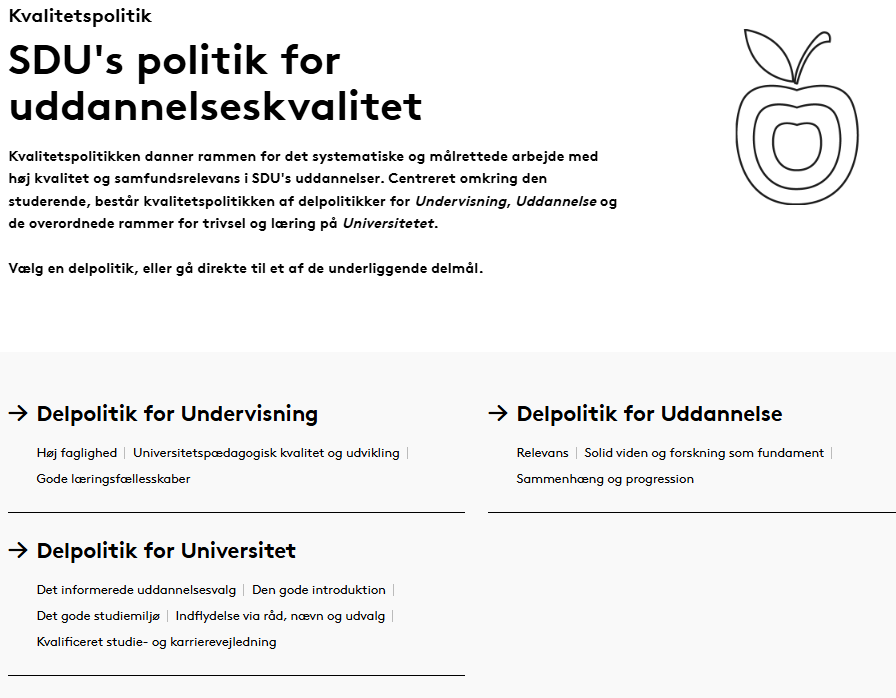 Kvalitetspolitik
SDU's politik for
uddannelseskvalitet
Kvalitetspolitikken danner rammen for det systematiske og målrettede arbejde med
høj kvalitet og samfundsrelevans i SDU's uddannelser. Centreret omkring den
studerende, består kvalitetspolitikken af delpolitikker for Undervisning, Uddannelse og
de overordnede rammer for trivsel og læring på Universitetet.
Vælg en delpolitik, eller gå direkte til et af de underliggende delmål.
→ Delpolitik for Undervisning
Høj faglighed | Universitetspædagogisk kvalitet og udvikling |
Gode læringsfællesskaber
→ Delpolitik for Uddannelse
Relevans | Solid viden og forskning som fundament |
Sammenhæng og progression
→ Delpolitik for Universitet
Det informerede uddannelsesvalg | Den gode introduktion |
Det gode studiemiljø | Indflydelse via råd, nævn og udvalg |
Kvalificeret studie- og karrierevejledning